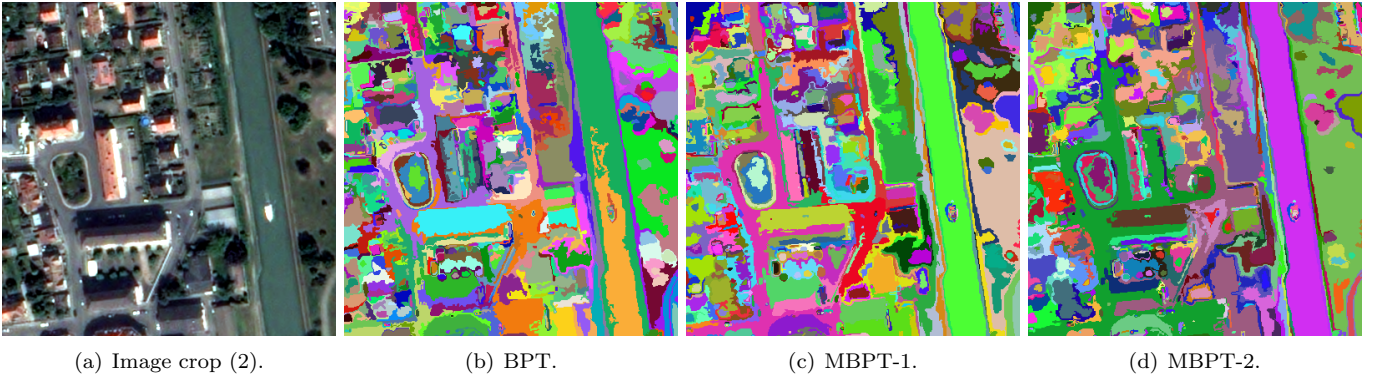 (a) Image crop (2).
(b) BPT.
(c) MBPT-1.
(d) MBPT-2.